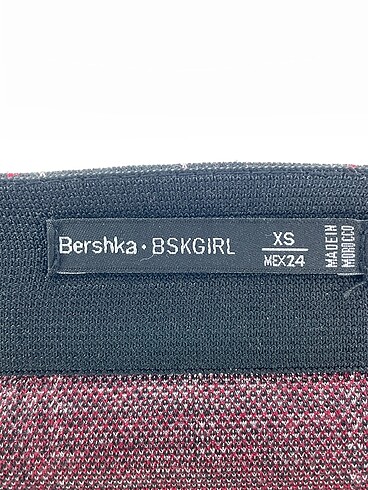 Bershka · BSKGIRL
XS
MEX24
MADE IN
MOROCCO